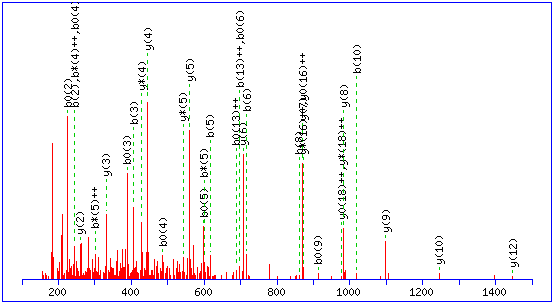 b0(2)
b(2),b*(4)++,b0(4)
y(2)
b*(5)++
y(3)
b0(3)
b(3)
y*(4)
y(4)
b0(4)
y*(5)
y(5)
b0(5)
b*(5)
b(5)
b0(13)++
b(13)++,b0(6)
y(6)
b(6)
b(8)
y*(16)++
y(7)
y0(16)++
b0(9)
y0(18)++,y*(18)++
y(8)
b(10)
y(9)
y(10)
y(12)
200 400 600 800 1000 1200 1400